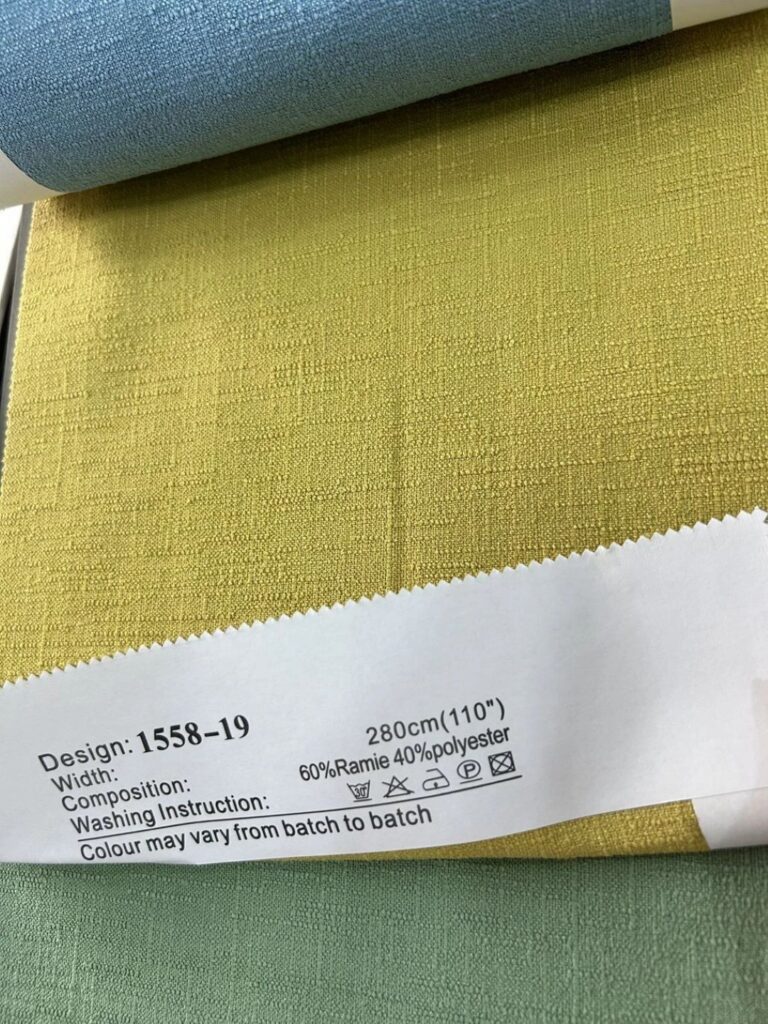 Design: 1558-19
Width: 280cm(110")
Composition: 60%Ramie 40%polyester
Washing Instruction: 30° P
Colour may vary from batch to batch